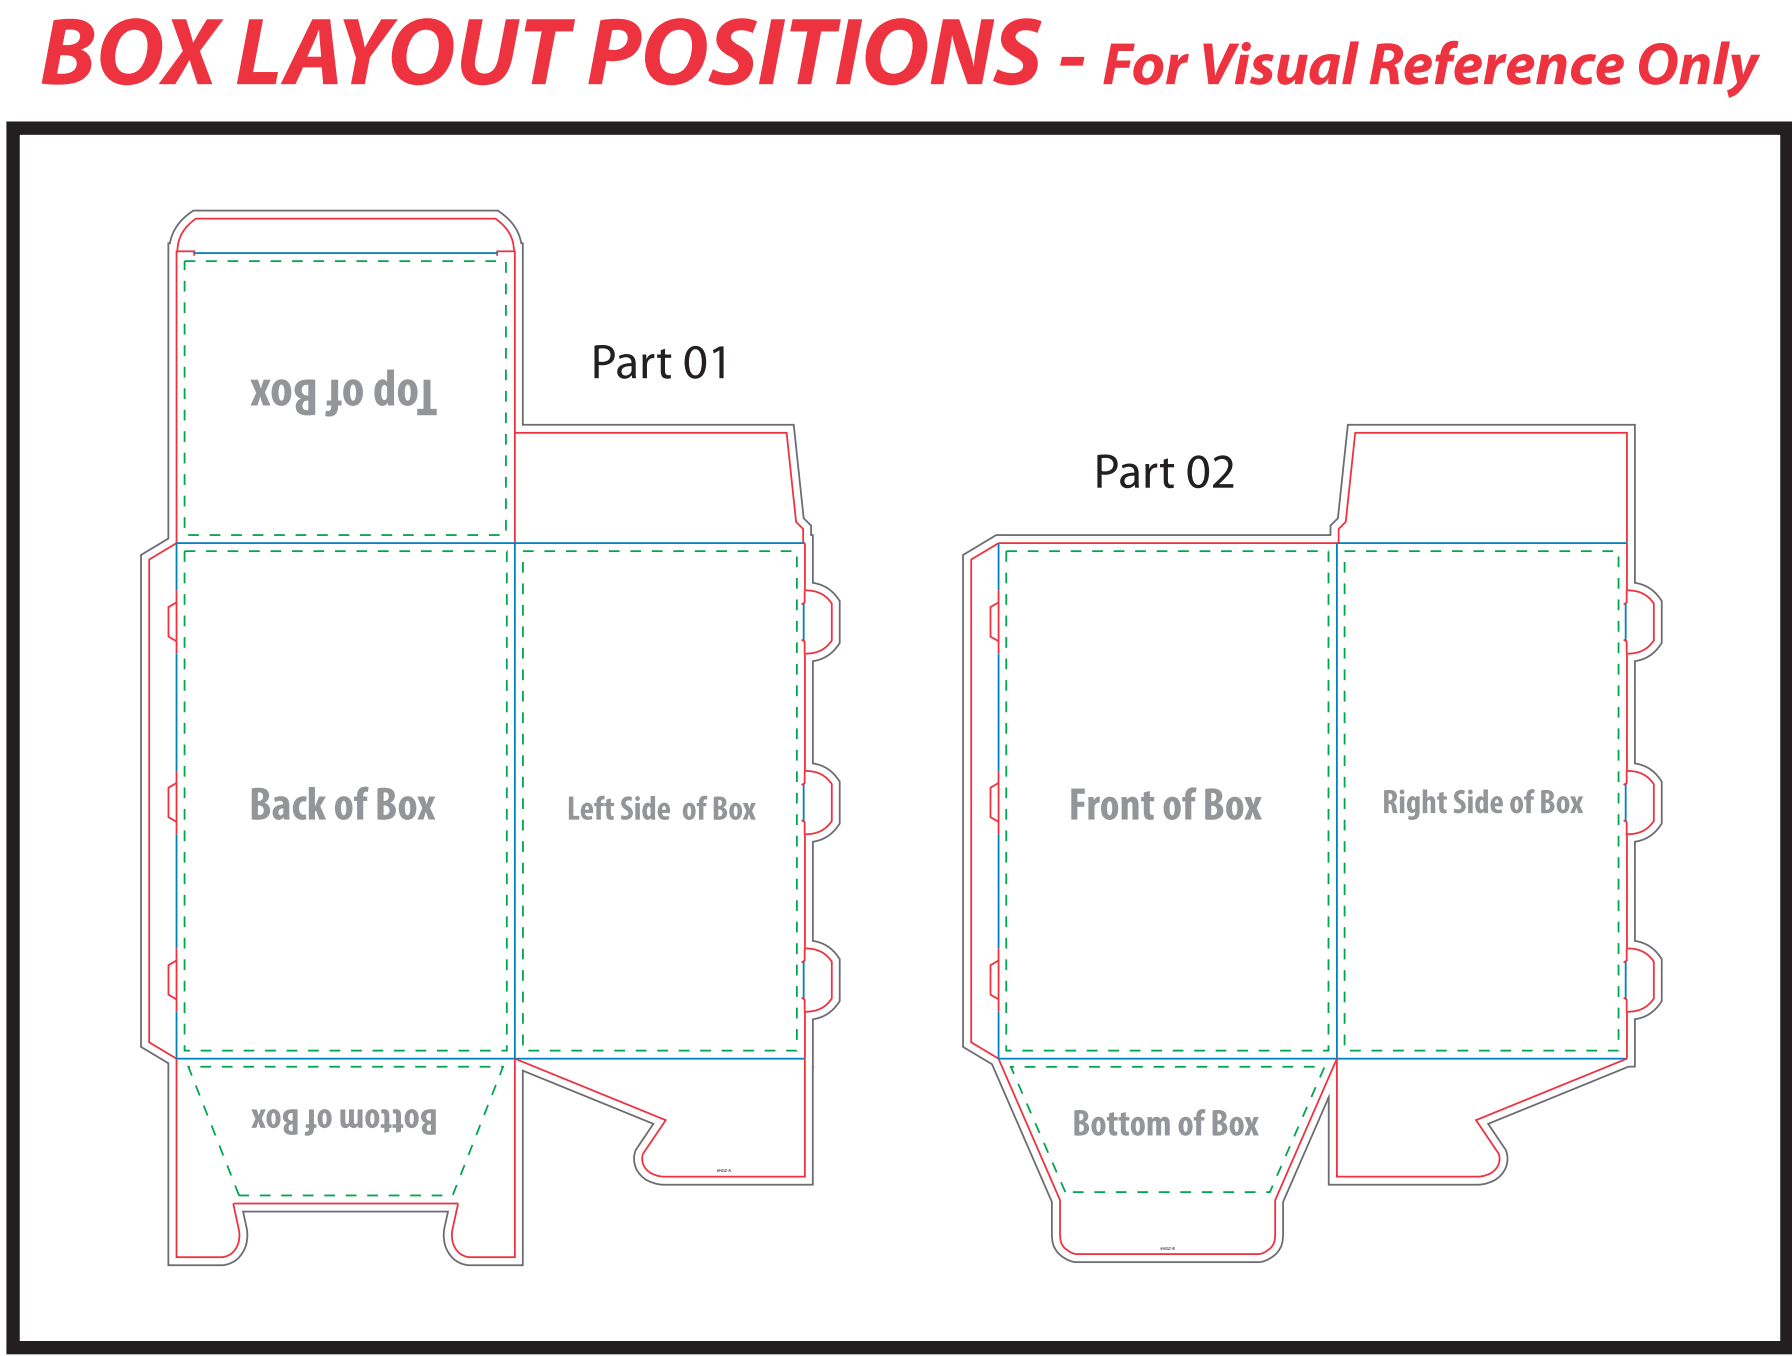 BOX LAYOUT POSITIONS - For Visual Reference Only
Part 01
Top of Box
Part 02
Back of Box
Left Side of Box
Front of Box
Right Side of Box
Bottom of Box
Bottom of Box